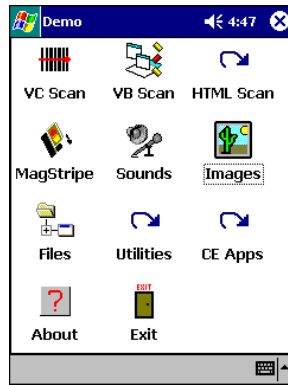 Demo 4:47
VC Scan VB Scan HTML Scan
MagStripe Sounds Images
Files Utilities CE Apps
EXIT
About Exit